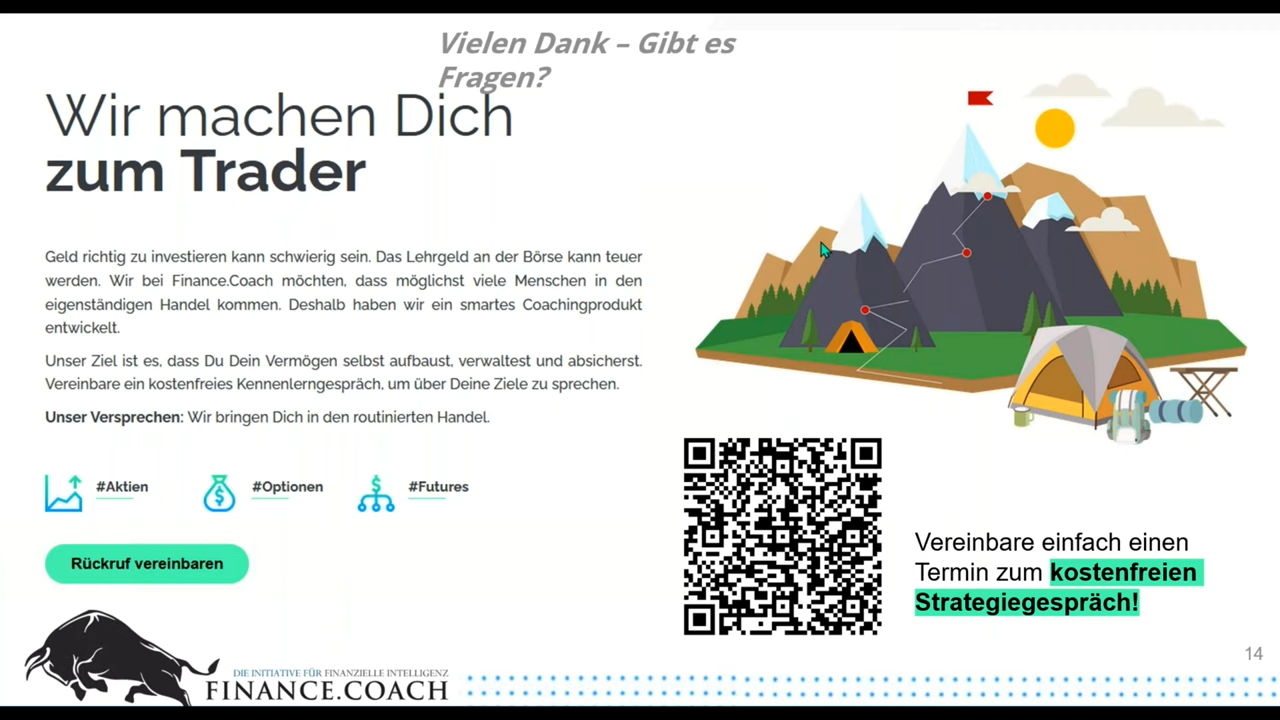 Vielen Dank – Gibt es
Fragen?
Wir machen Dich
zum Trader
Geld richtig zu investieren kann schwierig sein. Das Lehrgeld an der Börse kann teuer
werden. Wir bei Finance.Coach möchten, dass möglichst viele Menschen in den
eigenständigen Handel kommen. Deshalb haben wir ein smartes Coachingprodukt
entwickelt.
Unser Ziel ist es, dass Du Dein Vermögen selbst aufbaust, verwaltest und absicherst.
Vereinbare ein kostenfreies Kennenlerngespräch, um über Deine Ziele zu sprechen.
Unser Versprechen: Wir bringen Dich in den routinierten Handel.
#Aktien #Optionen #Futures
Rückruf vereinbaren
Vereinbare einfach einen
Termin zum kostenfreien
Strategiegespräch!
DIE INITIATIVE FÜR FINANZIELLE INTELLIGENZ
FINANCE.COACH
14